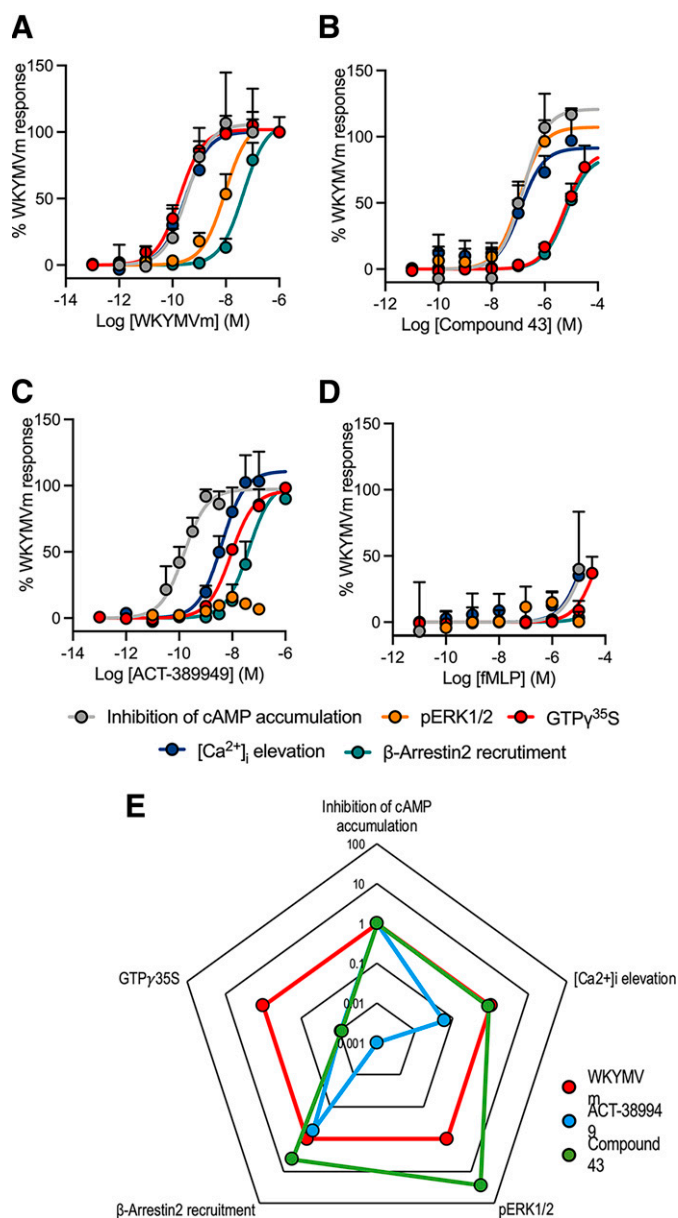 A
B
% WKYMVm response
150
100
50
0
-14 -12 -10 -8 -6
Log [WKYMVm] (M)
% WKYMVm response
150
100
50
0
-12 -10 -8 -6 -4
Log [Compound 43] (M)
C
D
% WKYMVm response
150
100
50
0
-14 -12 -10 -8 -6
Log [ACT-389949] (M)
% WKYMVm response
150
100
50
0
-12 -10 -8 -6 -4
Log [fMLP] (M)
Inhibition of cAMP accumulation pERK1/2 GTPγ³⁵S
[Ca²⁺]ᵢ elevation β-Arrestin2 recrutiment
E
Inhibition of cAMP
accumulation
100
10
1
0.1
0.01
0.001
GTPγ35S
[Ca2+]i elevation
β-Arrestin2 recruitment
pERK1/2
WKYMV
m
ACT-38994
9
Compound
43